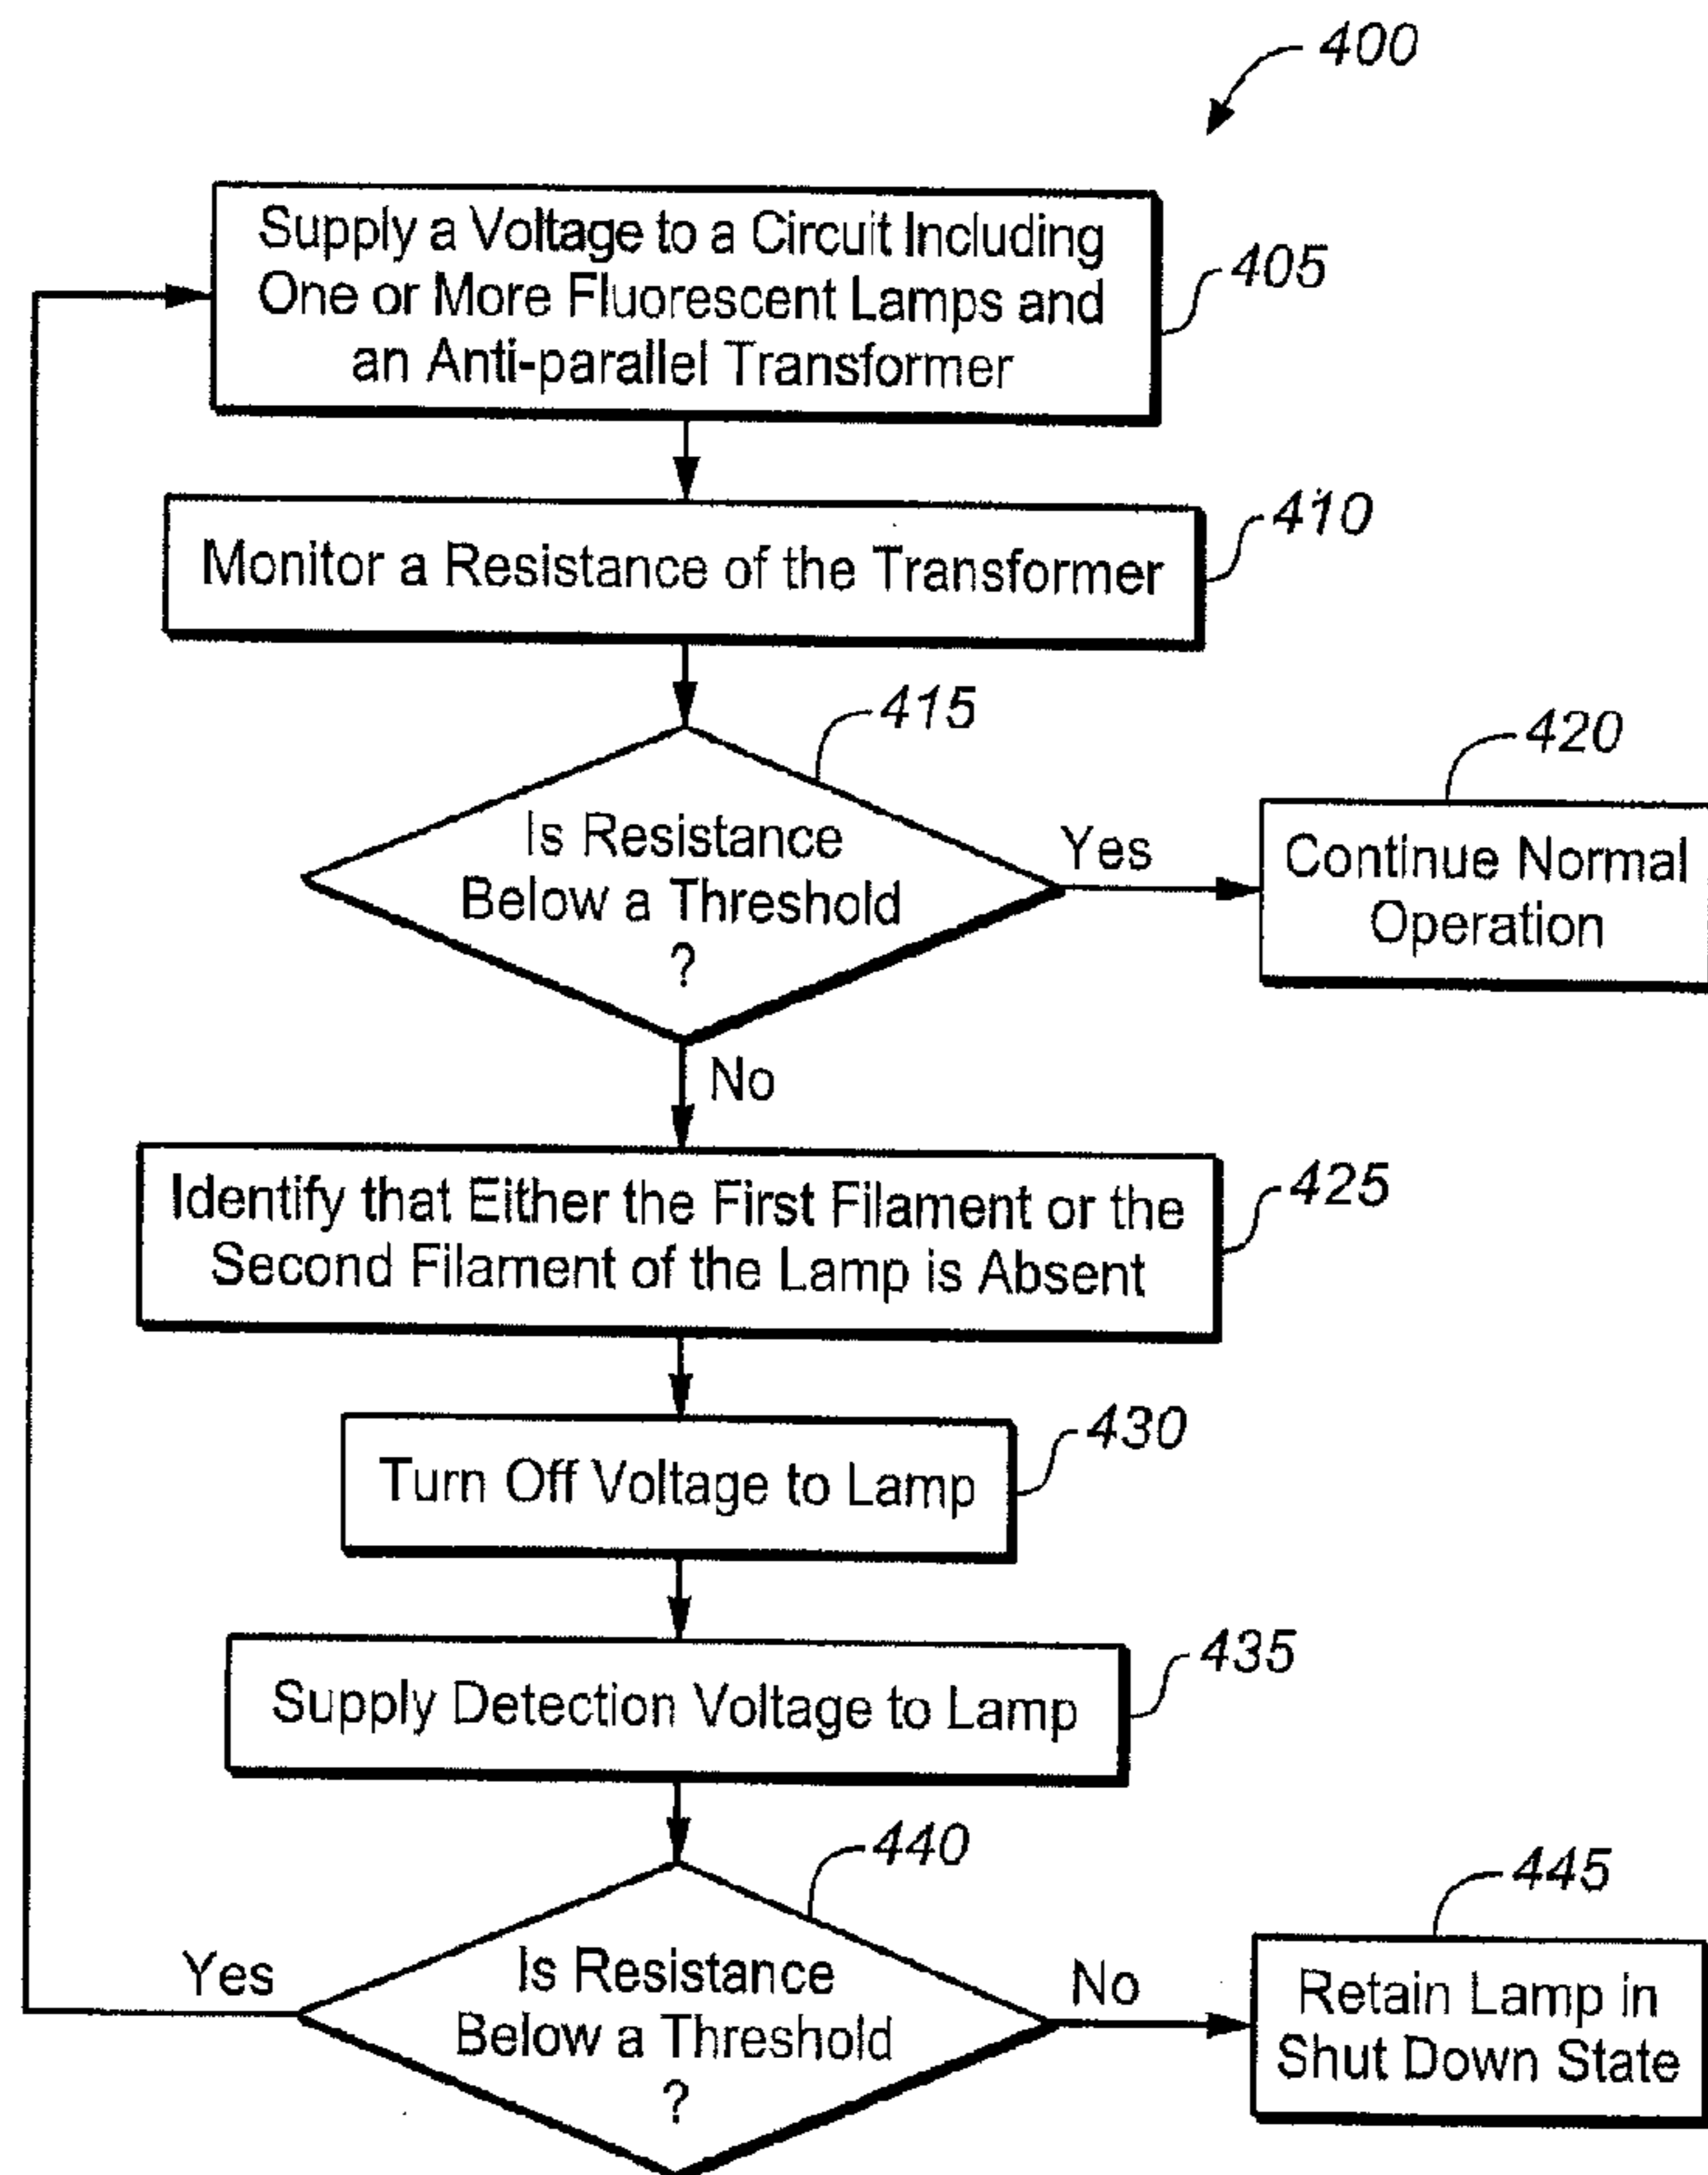 400
Supply a Voltage to a Circuit Including
One or More Fluorescent Lamps and
an Anti-parallel Transformer
405
Monitor a Resistance of the Transformer
410
415
Is Resistance
Below a Threshold
?
Yes
420
Continue Normal
Operation
No
Identify that Either the First Filament or the
Second Filament of the Lamp is Absent
425
Turn Off Voltage to Lamp
430
Supply Detection Voltage to Lamp
435
440
Is Resistance
Below a Threshold
?
Yes
No
445
Retain Lamp in
Shut Down State